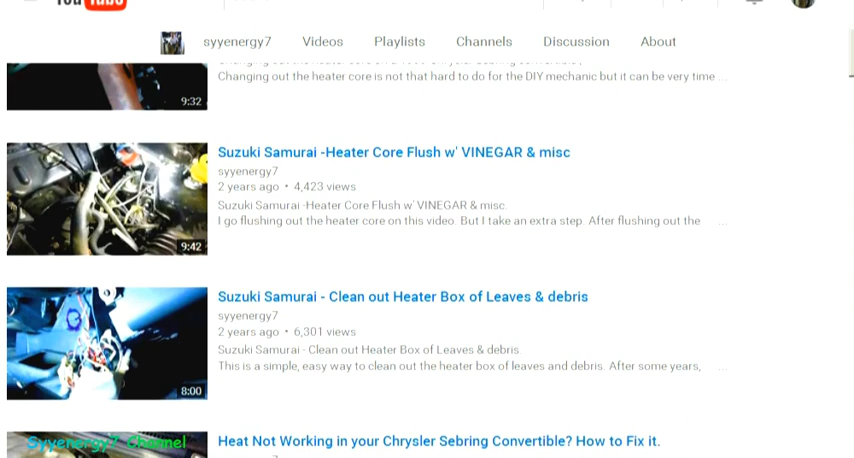 You Tube
syyenergy7 Videos Playlists Channels Discussion About
Changing out the heater core is not that hard to do for the DIY mechanic but it can be very time ...
9:32
Suzuki Samurai -Heater Core Flush w' VINEGAR & misc
syyenergy7
2 years ago • 4,423 views
Suzuki Samurai -Heater Core Flush w' VINEGAR & misc.
I go flushing out the heater core on this video. But I take an extra step. After flushing out the ...
9:42
Suzuki Samurai - Clean out Heater Box of Leaves & debris
syyenergy7
2 years ago • 6,301 views
Suzuki Samurai - Clean out Heater Box of Leaves & debris.
This is a simple, easy way to clean out the heater box of leaves and debris. After some years, ...
8:00
Syyenergy7 Channel
Heat Not Working in your Chrysler Sebring Convertible? How to Fix it.